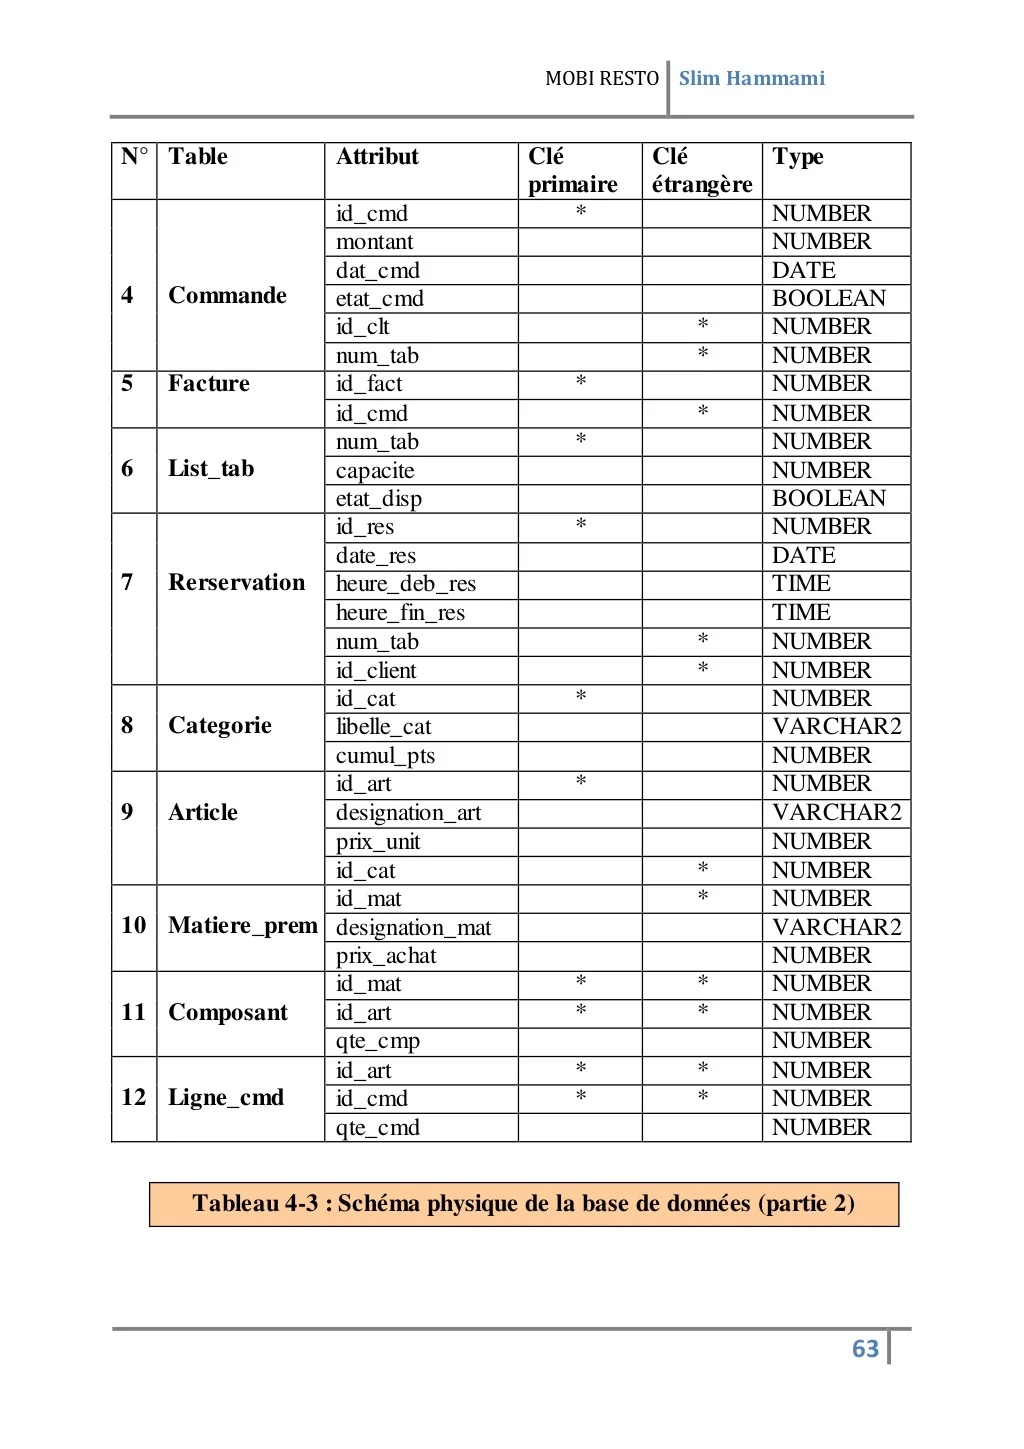 MOBI RESTO Slim Hammami
N° Table Attribut Clé primaire Clé étrangère Type
4 Commande id_cmd * NUMBER
montant NUMBER
dat_cmd DATE
etat_cmd BOOLEAN
id_clt * NUMBER
num_tab * NUMBER
5 Facture id_fact * NUMBER
id_cmd * NUMBER
6 List_tab num_tab * NUMBER
capacite NUMBER
etat_disp BOOLEAN
7 Rerservation id_res * NUMBER
date_res DATE
heure_deb_res TIME
heure_fin_res TIME
num_tab * NUMBER
id_client * NUMBER
8 Categorie id_cat * NUMBER
libelle_cat VARCHAR2
cumul_pts NUMBER
9 Article id_art * NUMBER
designation_art VARCHAR2
prix_unit NUMBER
id_cat * NUMBER
10 Matiere_prem id_mat * NUMBER
designation_mat VARCHAR2
prix_achat NUMBER
11 Composant id_mat * * NUMBER
id_art * * NUMBER
qte_cmp NUMBER
12 Ligne_cmd id_art * * NUMBER
id_cmd * * NUMBER
qte_cmd NUMBER
Tableau 4-3 : Schéma physique de la base de données (partie 2)
63